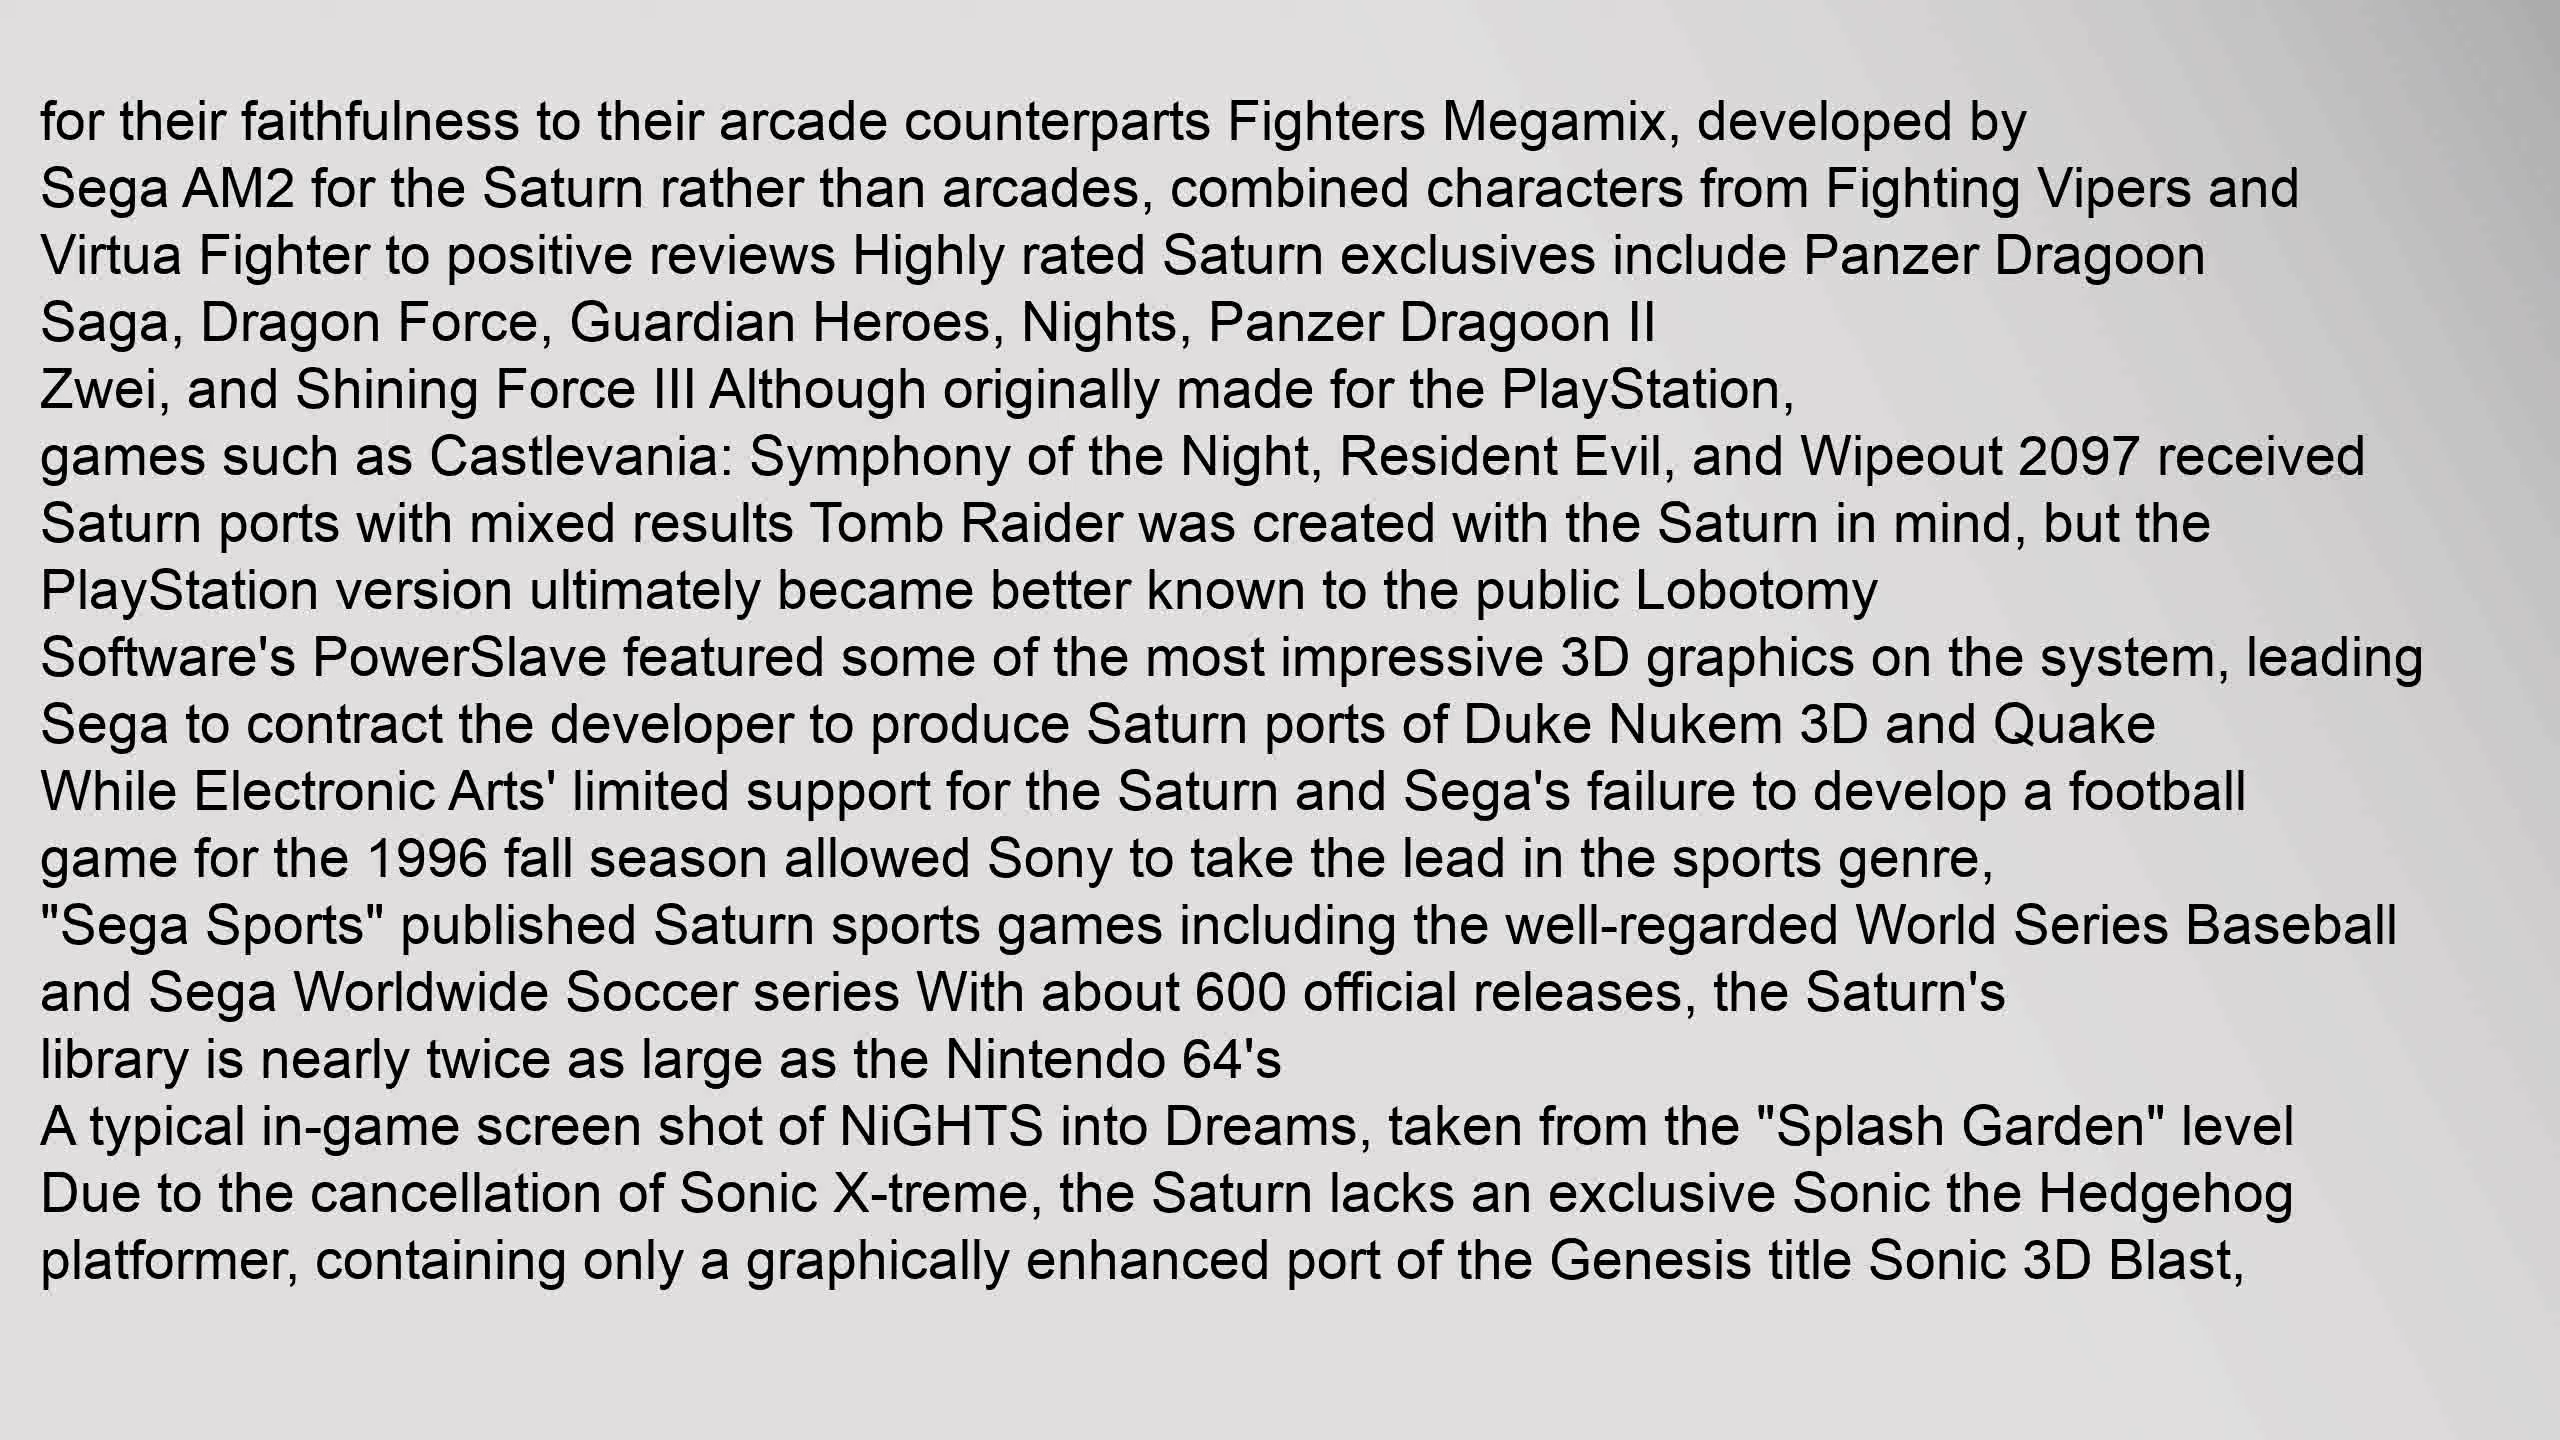 for their faithfulness to their arcade counterparts Fighters Megamix, developed by
Sega AM2 for the Saturn rather than arcades, combined characters from Fighting Vipers and
Virtua Fighter to positive reviews Highly rated Saturn exclusives include Panzer Dragoon
Saga, Dragon Force, Guardian Heroes, Nights, Panzer Dragoon II
Zwei, and Shining Force III Although originally made for the PlayStation,
games such as Castlevania: Symphony of the Night, Resident Evil, and Wipeout 2097 received
Saturn ports with mixed results Tomb Raider was created with the Saturn in mind, but the
PlayStation version ultimately became better known to the public Lobotomy
Software's PowerSlave featured some of the most impressive 3D graphics on the system, leading
Sega to contract the developer to produce Saturn ports of Duke Nukem 3D and Quake
While Electronic Arts' limited support for the Saturn and Sega's failure to develop a football
game for the 1996 fall season allowed Sony to take the lead in the sports genre,
"Sega Sports" published Saturn sports games including the well-regarded World Series Baseball
and Sega Worldwide Soccer series With about 600 official releases, the Saturn's
library is nearly twice as large as the Nintendo 64's
A typical in-game screen shot of NiGHTS into Dreams, taken from the "Splash Garden" level
Due to the cancellation of Sonic X-treme, the Saturn lacks an exclusive Sonic the Hedgehog
platformer, containing only a graphically enhanced port of the Genesis title Sonic 3D Blast,